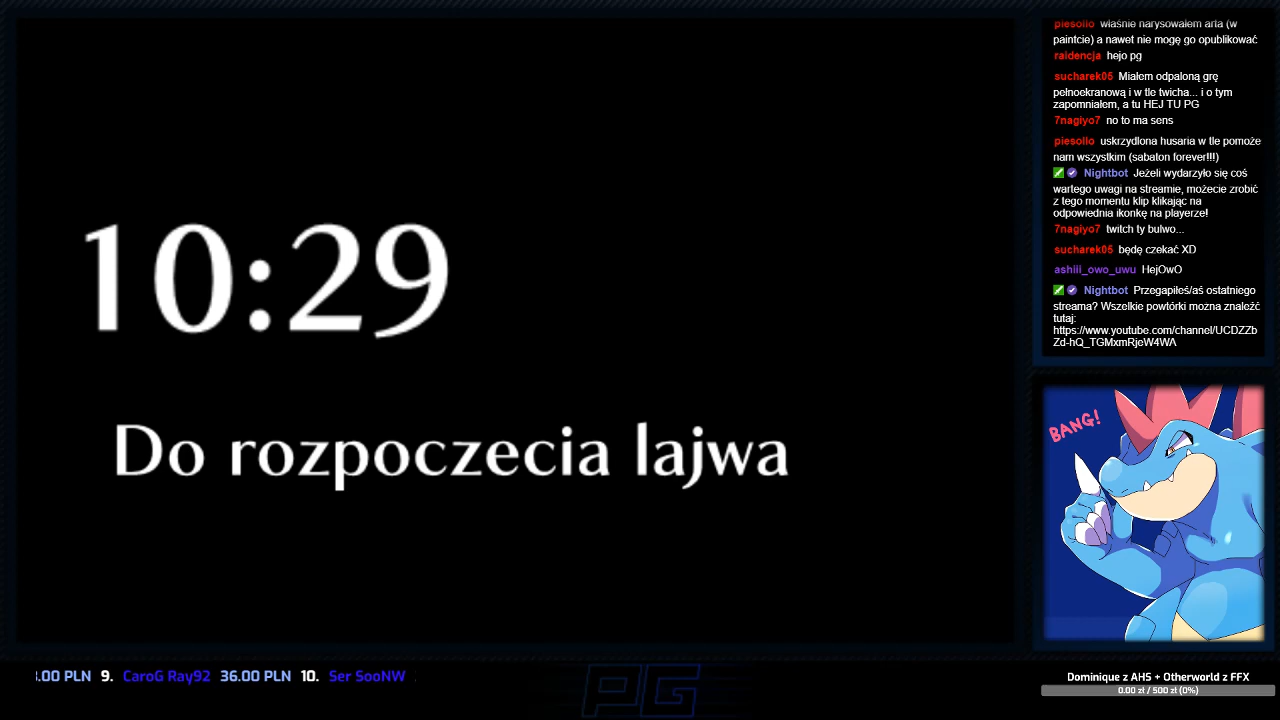 10:29
Do rozpoczecia lajwa
piesollo właśnie narysowałem arta (w
paintcie) a nawet nie mogę go opublikować
raidencja hejo pg
sucharek05 Miałem odpaloną grę
pełnoekranową i w tle twicha... i o tym
zapomniałem, a tu HEJ TU PG
7nagiyo7 no to ma sens
piesollo uskrzydlona husaria w tle pomoże
nam wszystkim (sabaton forever!!!)
Nightbot Jeżeli wydarzyło się coś
wartego uwagi na streamie, możecie zrobić
z tego momentu klip klikając na
odpowiednia ikonkę na playerze!
7nagiyo7 twitch ty bulwo...
sucharek05 będę czekać XD
ashiii_owo_uwu HejOwO
Nightbot Przegapiłeś/aś ostatniego
streama? Wszelkie powtórki można znaleźć
tutaj:
https://www.youtube.com/channel/UCDZZb
Zd-hQ_TGMxmRjeW4WA
BANG!
.00 PLN 9. CaroG Ray92 36.00 PLN 10. Ser SooNW
PG
Dominique z AHS + Otherworld z FFX
0.00 zł / 500 zł (0%)